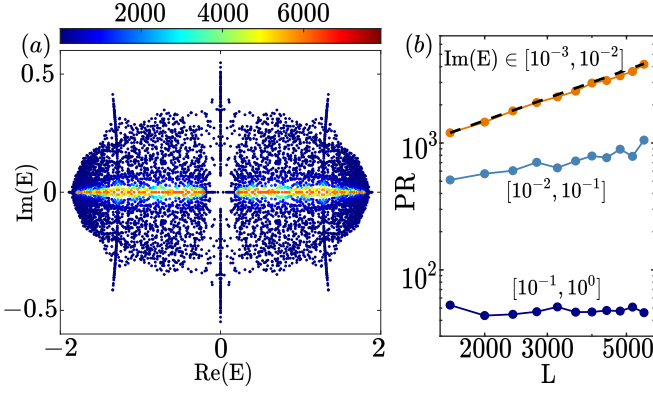 2000 4000 6000
(a)
0.5
0
−0.5
Im(E)
−2 0 2
Re(E)
(b)
Im(E) ∈ [10⁻³, 10⁻²]
10³
[10⁻², 10⁻¹]
PR
10²
[10⁻¹, 10⁰]
2000 3000 5000
L